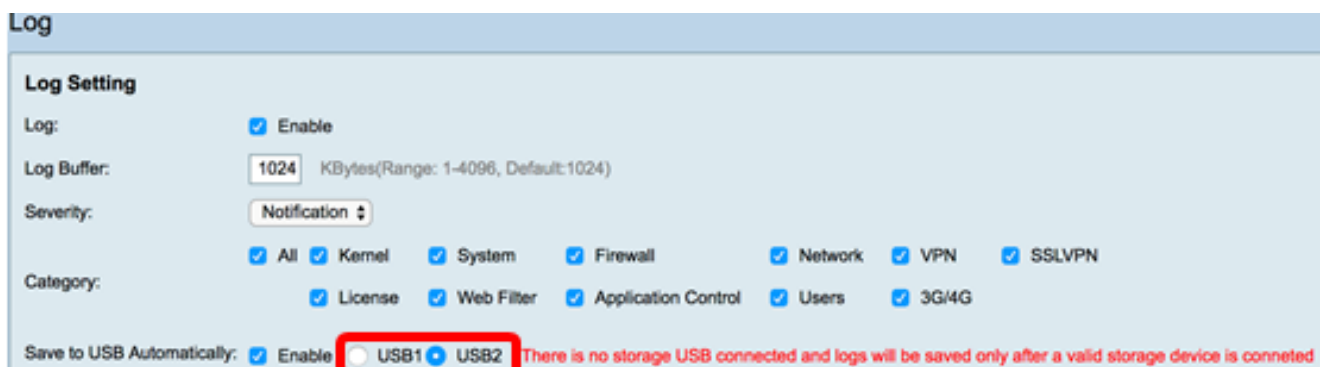 Log
Log Setting
Log: Enable
Log Buffer: 1024 KBytes(Range: 1-4096, Default:1024)
Severity: Notification
All Kernel System Firewall Network VPN SSLVPN
Category:
License Web Filter Application Control Users 3G/4G
Save to USB Automatically: Enable USB1 USB2 There is no storage USB connected and logs will be saved only after a valid storage device is conneted